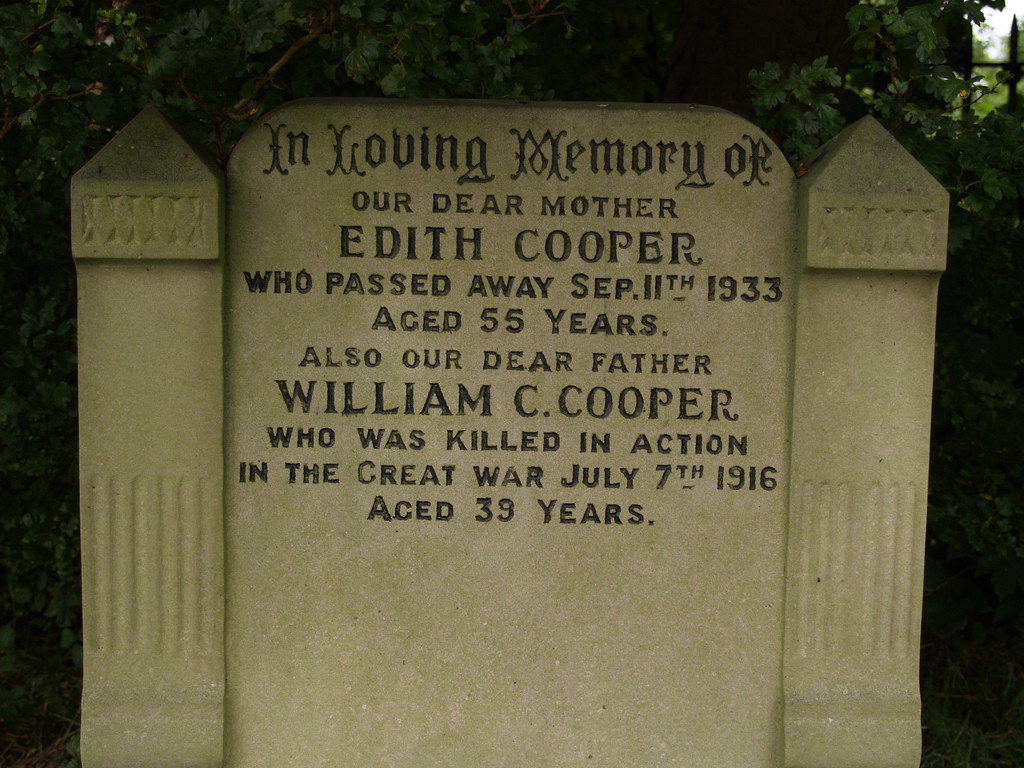 In Loving Memory of
OUR DEAR MOTHER
EDITH COOPER
WHO PASSED AWAY SEP. 11TH 1933
AGED 55 YEARS.
ALSO OUR DEAR FATHER
WILLIAM C. COOPER
WHO WAS KILLED IN ACTION
IN THE GREAT WAR JULY 7TH 1916
AGED 39 YEARS.